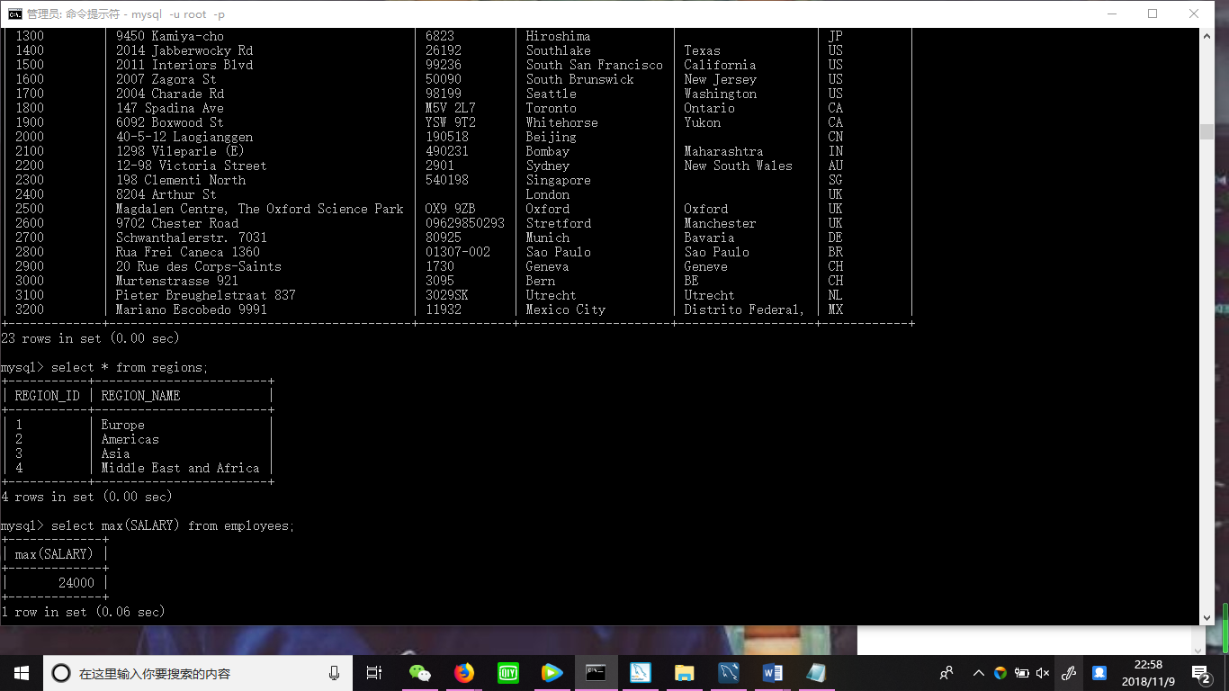 管理员: 命令提示符 - mysql -u root -p
| 1300 | 9450 Kamiya-cho | 6823 | Hiroshima | | JP |
| 1400 | 2014 Jabberwocky Rd | 26192 | Southlake | Texas | US |
| 1500 | 2011 Interiors Blvd | 99236 | South San Francisco | California | US |
| 1600 | 2007 Zagora St | 50090 | South Brunswick | New Jersey | US |
| 1700 | 2004 Charade Rd | 98199 | Seattle | Washington | US |
| 1800 | 147 Spadina Ave | M5V 2L7 | Toronto | Ontario | CA |
| 1900 | 6092 Boxwood St | YSW 9T2 | Whitehorse | Yukon | CA |
| 2000 | 40-5-12 Laogianggen | 190518 | Beijing | | CN |
| 2100 | 1298 Vileparle (E) | 490231 | Bombay | Maharashtra | IN |
| 2200 | 12-98 Victoria Street | 2901 | Sydney | New South Wales | AU |
| 2300 | 198 Clementi North | 540198 | Singapore | | SG |
| 2400 | 8204 Arthur St | | London | | UK |
| 2500 | Magdalen Centre, The Oxford Science Park | OX9 9ZB | Oxford | Oxford | UK |
| 2600 | 9702 Chester Road | 09629850293 | Stretford | Manchester | UK |
| 2700 | Schwanthalerstr. 7031 | 80925 | Munich | Bavaria | DE |
| 2800 | Rua Frei Caneca 1360 | 01307-002 | Sao Paulo | Sao Paulo | BR |
| 2900 | 20 Rue des Corps-Saints | 1730 | Geneva | Geneve | CH |
| 3000 | Murtenstrasse 921 | 3095 | Bern | BE | CH |
| 3100 | Pieter Breughelstraat 837 | 3029SK | Utrecht | Utrecht | NL |
| 3200 | Mariano Escobedo 9991 | 11932 | Mexico City | Distrito Federal, | MX |
23 rows in set (0.00 sec)
mysql> select * from regions;
| REGION_ID | REGION_NAME |
| 1 | Europe |
| 2 | Americas |
| 3 | Asia |
| 4 | Middle East and Africa |
4 rows in set (0.00 sec)
mysql> select max(SALARY) from employees;
| max(SALARY) |
| 24000 |
1 row in set (0.06 sec)
在这里输入你要搜索的内容
22:58
2018/11/9
2